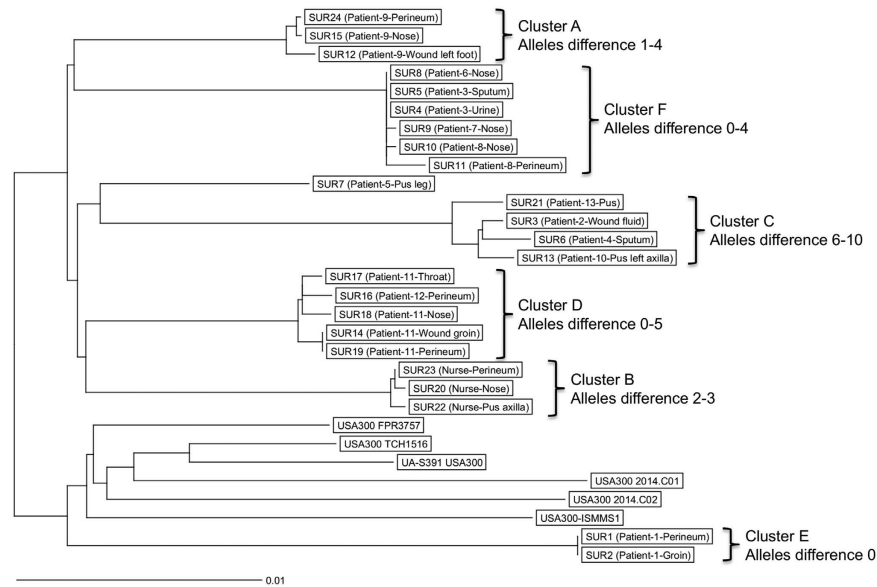 SUR24 (Patient-9-Perineum)
SUR15 (Patient-9-Nose)
SUR12 (Patient-9-Wound left foot)
Cluster A
Alleles difference 1-4
SUR8 (Patient-6-Nose)
SUR5 (Patient-3-Sputum)
SUR4 (Patient-3-Urine)
SUR9 (Patient-7-Nose)
SUR10 (Patient-8-Nose)
SUR11 (Patient-8-Perineum)
Cluster F
Alleles difference 0-4
SUR7 (Patient-5-Pus leg)
SUR21 (Patient-13-Pus)
SUR3 (Patient-2-Wound fluid)
SUR6 (Patient-4-Sputum)
SUR13 (Patient-10-Pus left axilla)
Cluster C
Alleles difference 6-10
SUR17 (Patient-11-Throat)
SUR16 (Patient-12-Perineum)
SUR18 (Patient-11-Nose)
SUR14 (Patient-11-Wound groin)
SUR19 (Patient-11-Perineum)
Cluster D
Alleles difference 0-5
SUR23 (Nurse-Perineum)
SUR20 (Nurse-Nose)
SUR22 (Nurse-Pus axilla)
Cluster B
Alleles difference 2-3
USA300 FPR3757
USA300 TCH1516
UA-S391 USA300
USA300 2014.C01
USA300 2014.C02
USA300-ISMMS1
SUR1 (Patient-1-Perineum)
SUR2 (Patient-1-Groin)
Cluster E
Alleles difference 0
0.01